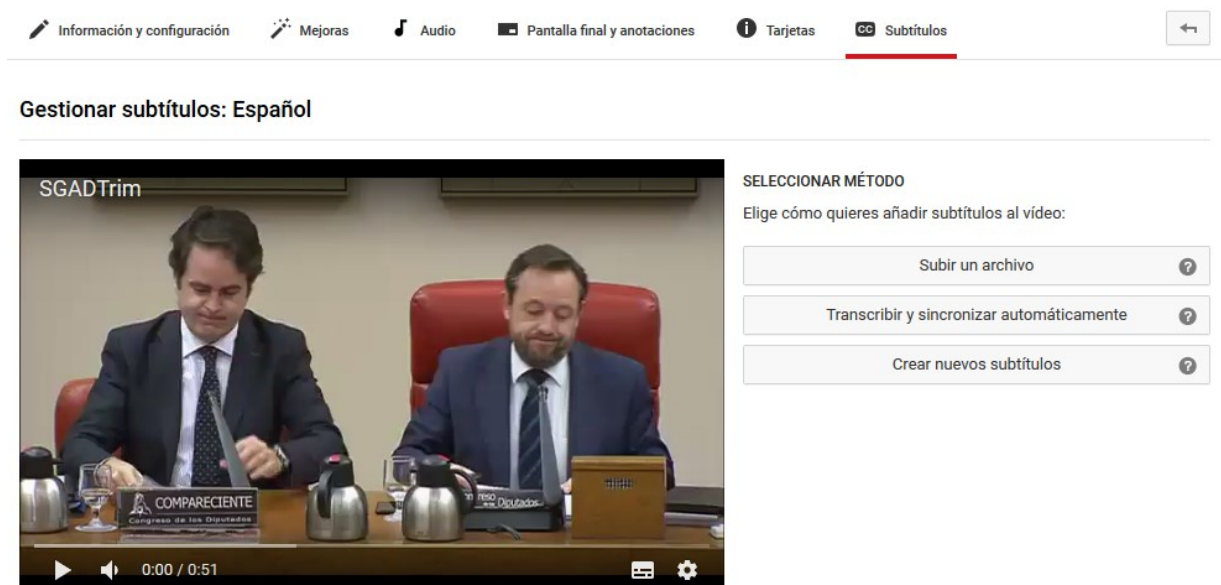 Información y configuración
Mejoras
Audio
Pantalla final y anotaciones
Tarjetas
CC Subtítulos
Gestionar subtítulos: Español
SGADTrim
COMPARECIENTE
Congreso de los Diputados
Diputados
0:00 / 0:51
SELECCIONAR MÉTODO
Elige cómo quieres añadir subtítulos al vídeo:
Subir un archivo
Transcribir y sincronizar automáticamente
Crear nuevos subtítulos